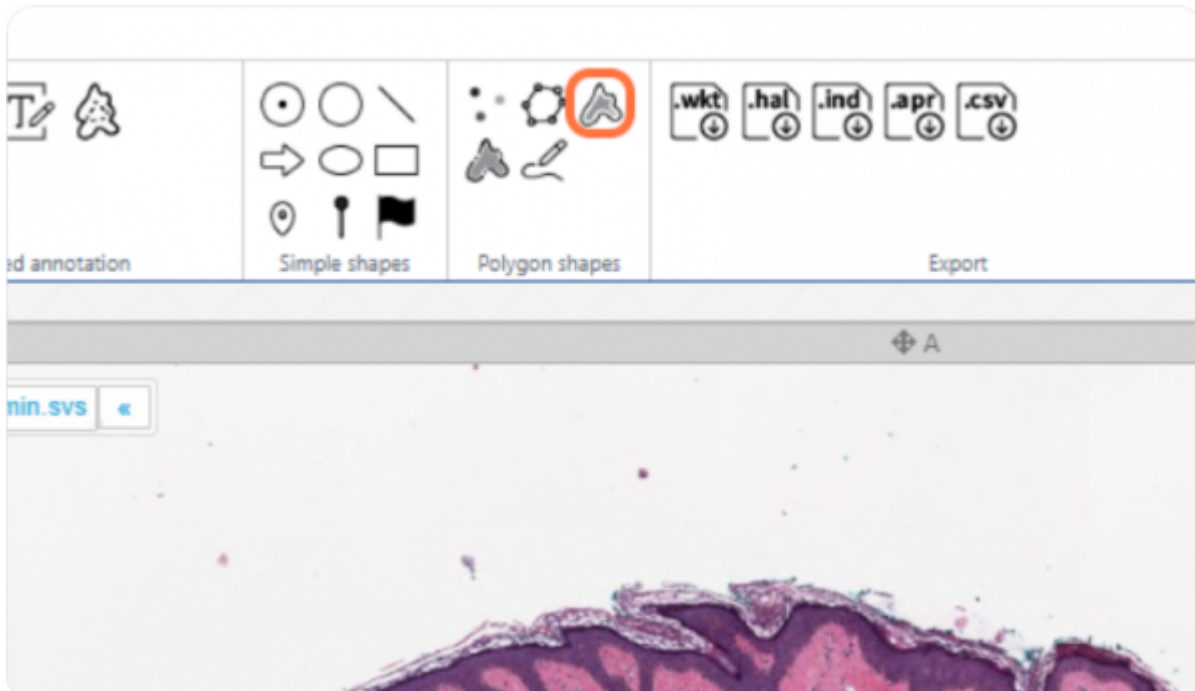 T
.wkt .hal .ind .apr .csv
ed annotation Simple shapes Polygon shapes Export
A
min.svs «